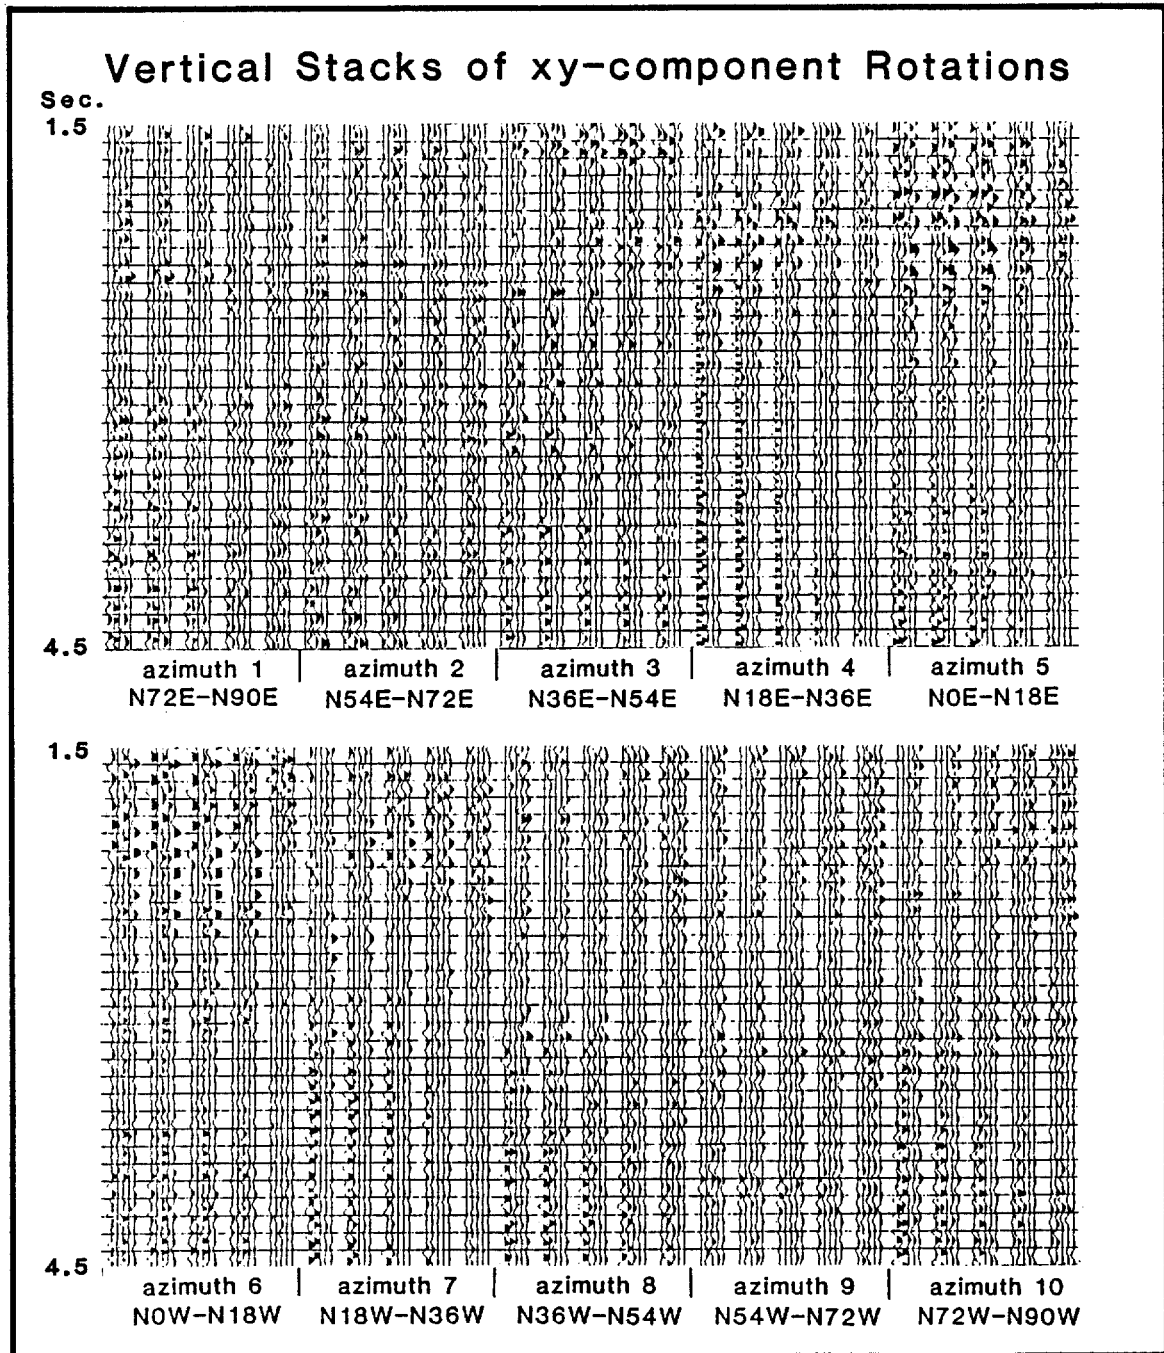 Vertical Stacks of xy-component Rotations
Sec.
1.5
4.5
azimuth 1 | azimuth 2 | azimuth 3 | azimuth 4 | azimuth 5
N72E-N90E N54E-N72E N36E-N54E N18E-N36E N0E-N18E
1.5
4.5
azimuth 6 | azimuth 7 | azimuth 8 | azimuth 9 | azimuth 10
N0W-N18W N18W-N36W N36W-N54W N54W-N72W N72W-N90W